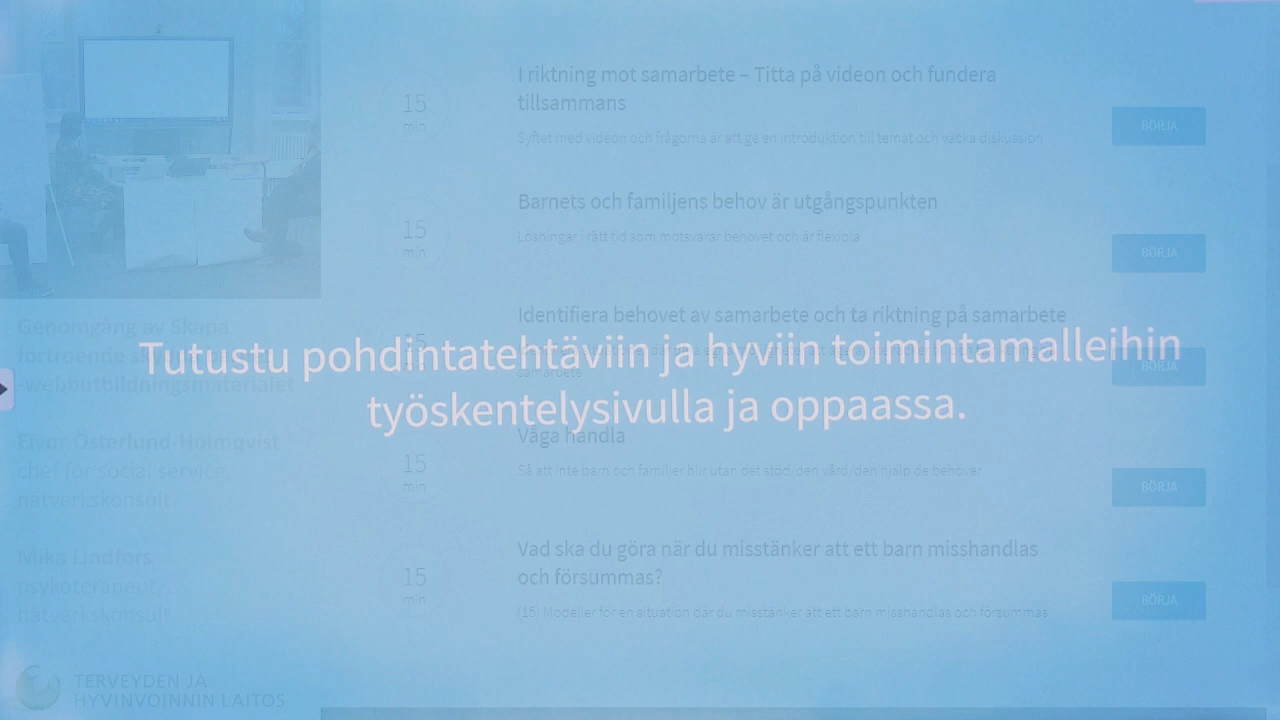 I riktning mot samarbete – Titta på videon och fundera
tillsammans
15
min
Syftet med videon och frågorna är att ge en introduktion till temat och väcka diskussion
BÖRJA
Barnets och familjens behov är utgångspunkten
15
min
Lösningar i rätt tid som motsvarar behovet och är flexibla
BÖRJA
Identifiera behovet av samarbete och ta riktning på samarbete
15
samarbete
BÖRJA
Tutustu pohdintatehtäviin ja hyviin toimintamalleihin
työskentelysivulla ja oppaassa.
Våga handla
15
min
Så att inte barn och familjer blir utan det stöd/den vård/den hjälp de behöver
BÖRJA
Vad ska du göra när du misstänker att ett barn misshandlas
och försummas?
15
min
(15) Modeller för en situation där du misstänker att ett barn misshandlas och försummas
BÖRJA
Genomgång av Skapa
förtroende
-webbutbildningsmaterialet
Eivor Österlund-Holmqvist
chef för social service,
nätverkskonsult
Mika Lindfors
psykoterapeut,
nätverkskonsult
TERVEYDEN JA
HYVINVOINNIN LAITOS